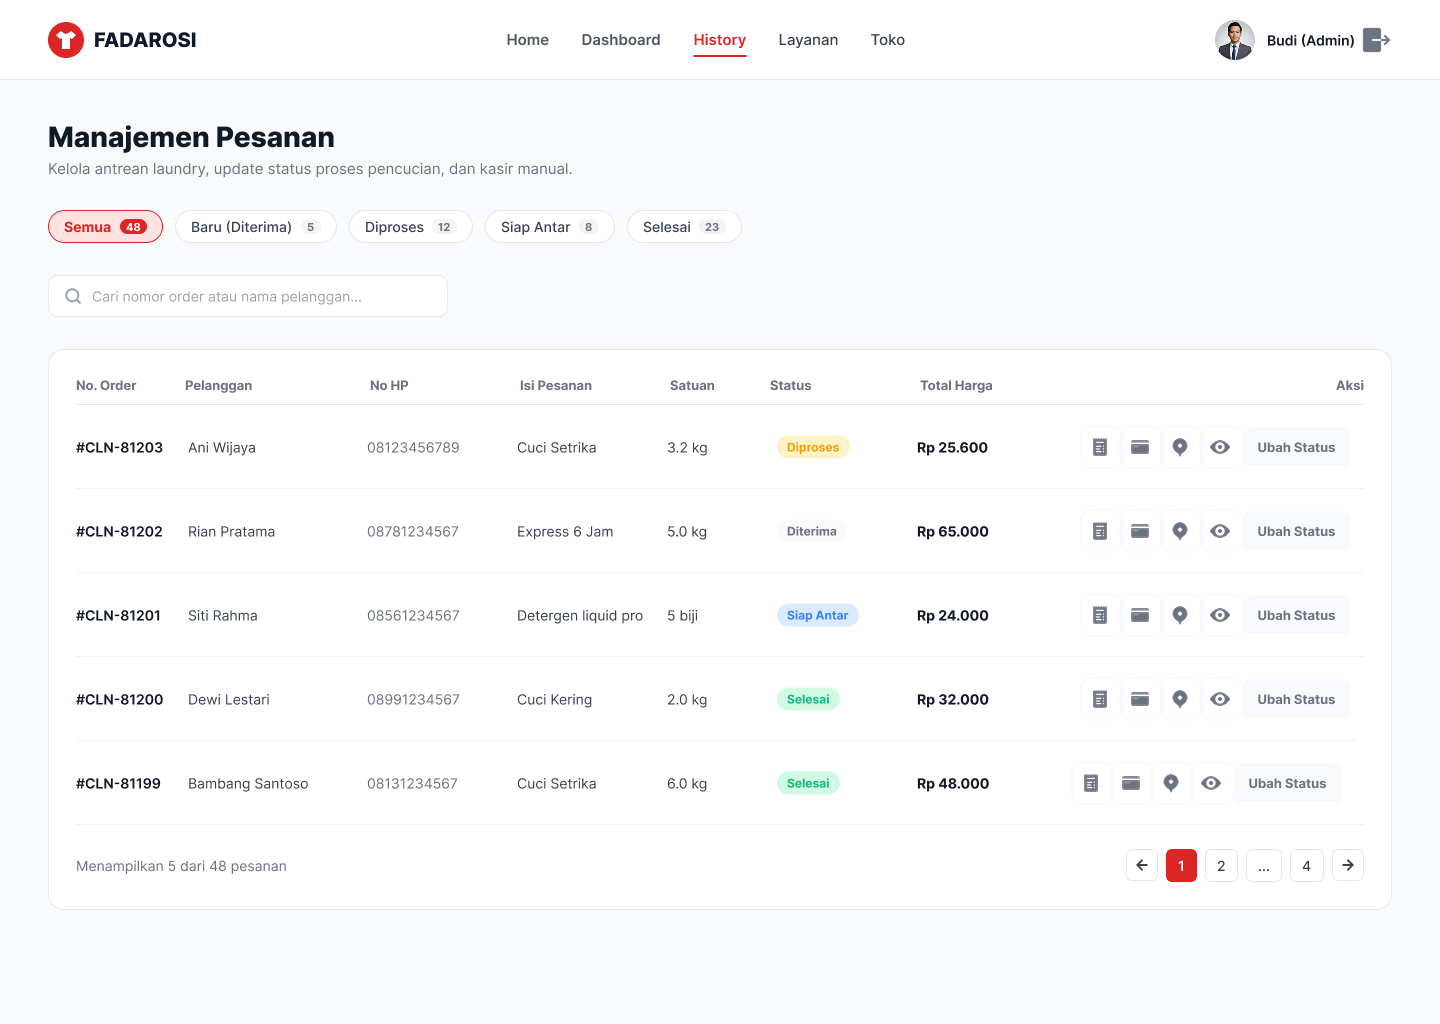 FADAROSI
Home Dashboard History Layanan Toko
Budi (Admin)
Manajemen Pesanan
Kelola antrean laundry, update status proses pencucian, dan kasir manual.
Semua 48 Baru (Diterima) 5 Diproses 12 Siap Antar 8 Selesai 23
Cari nomor order atau nama pelanggan...
No. Order Pelanggan No HP Isi Pesanan Satuan Status Total Harga Aksi
#CLN-81203 Ani Wijaya 08123456789 Cuci Setrika 3.2 kg Diproses Rp 25.600 Ubah Status
#CLN-81202 Rian Pratama 08781234567 Express 6 Jam 5.0 kg Diterima Rp 65.000 Ubah Status
#CLN-81201 Siti Rahma 08561234567 Detergen liquid pro 5 biji Siap Antar Rp 24.000 Ubah Status
#CLN-81200 Dewi Lestari 08991234567 Cuci Kering 2.0 kg Selesai Rp 32.000 Ubah Status
#CLN-81199 Bambang Santoso 08131234567 Cuci Setrika 6.0 kg Selesai Rp 48.000 Ubah Status
Menampilkan 5 dari 48 pesanan
1 2 ... 4